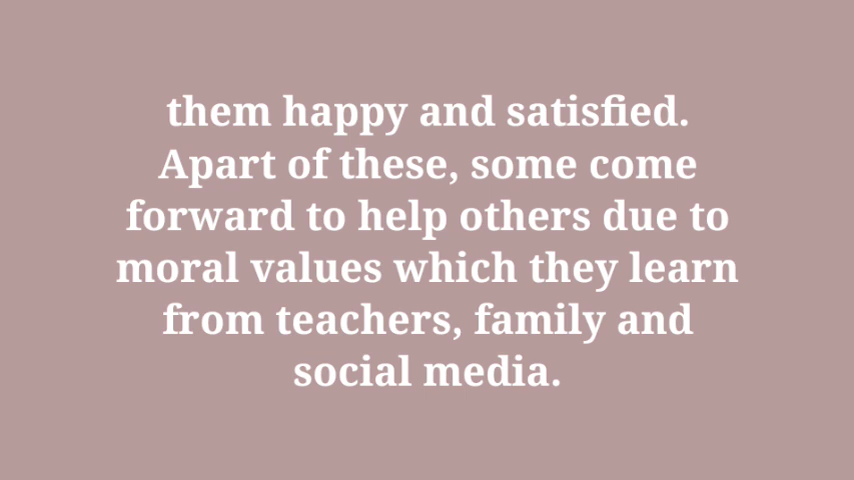 them happy and satisfied.
Apart of these, some come
forward to help others due to
moral values which they learn
from teachers, family and
social media.